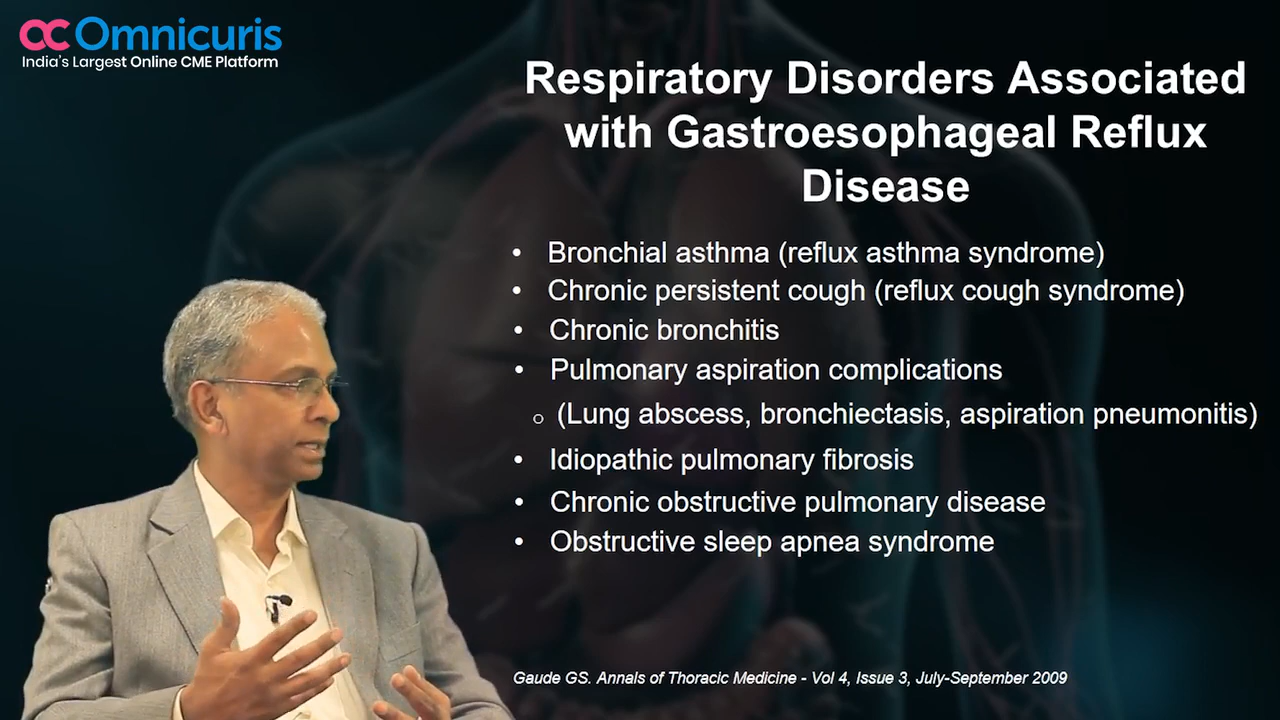 Omnicuris
India's Largest Online CME Platform
Respiratory Disorders Associated
with Gastroesophageal Reflux
Disease
• Bronchial asthma (reflux asthma syndrome)
• Chronic persistent cough (reflux cough syndrome)
• Chronic bronchitis
• Pulmonary aspiration complications
o (Lung abscess, bronchiectasis, aspiration pneumonitis)
• Idiopathic pulmonary fibrosis
• Chronic obstructive pulmonary disease
• Obstructive sleep apnea syndrome
Gaude GS. Annals of Thoracic Medicine - Vol 4, Issue 3, July-September 2009